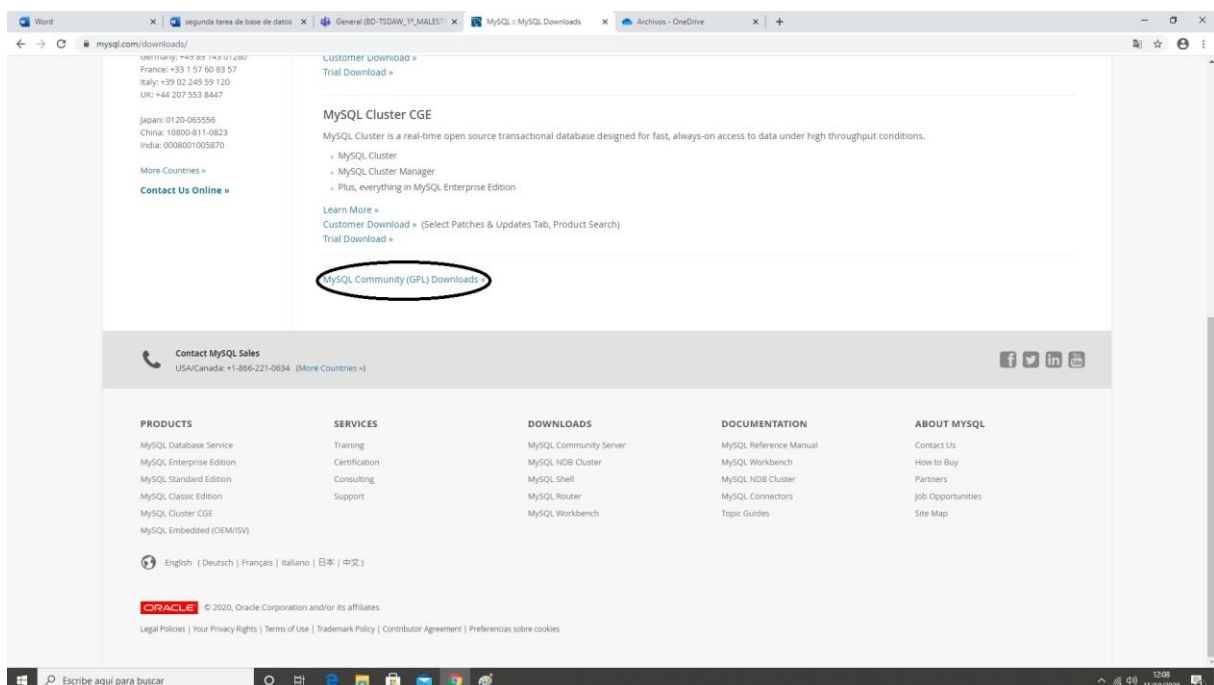 Word
segunda tarea de base de datos
General (BD-TSDAW_1ª_MALEST
MySQL :: MySQL Downloads
Archivos - OneDrive
mysql.com/downloads/
Germany: +49 89 143 01280
France: +33 1 57 60 83 57
Italy: +39 02 249 59 120
UK: +44 207 553 8447
Japan: 0120-065556
China: 10800-811-0823
India: 0008001005870
More Countries »
Contact Us Online »
Customer Download »
Trial Download »
MySQL Cluster CGE
MySQL Cluster is a real-time open source transactional database designed for fast, always-on access to data under high throughput conditions.
MySQL Cluster
MySQL Cluster Manager
Plus, everything in MySQL Enterprise Edition
Learn More »
Customer Download » (Select Patches & Updates Tab, Product Search)
Trial Download »
MySQL Community (GPL) Downloads »
Contact MySQL Sales
USA/Canada: +1-866-221-0634 (More Countries »)
PRODUCTS
MySQL Database Service
MySQL Enterprise Edition
MySQL Standard Edition
MySQL Classic Edition
MySQL Cluster CGE
MySQL Embedded (OEM/ISV)
SERVICES
Training
Certification
Consulting
Support
DOWNLOADS
MySQL Community Server
MySQL NDB Cluster
MySQL Shell
MySQL Router
MySQL Workbench
DOCUMENTATION
MySQL Reference Manual
MySQL Workbench
MySQL NDB Cluster
MySQL Connectors
Topic Guides
ABOUT MYSQL
Contact Us
How to Buy
Partners
Job Opportunities
Site Map
English ( Deutsch | Français | Italiano | 日本 | 中文 )
ORACLE © 2020, Oracle Corporation and/or its affiliates
Legal Policies | Your Privacy Rights | Terms of Use | Trademark Policy | Contributor Agreement | Preferencias sobre cookies
Escribe aquí para buscar
12:08
15/10/2020